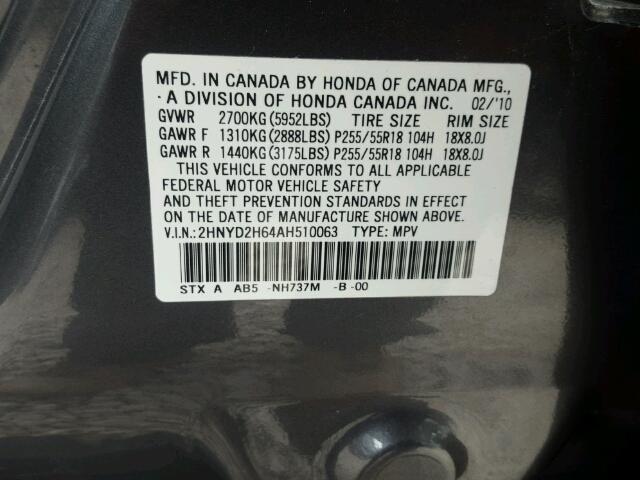 MFD. IN CANADA BY HONDA OF CANADA MFG.,
A DIVISION OF HONDA CANADA INC. 02/'10
GVWR 2700KG(5952LBS) TIRE SIZE RIM SIZE
GAWR F 1310KG(2888LBS) P255/55R18 104H 18X8.0J
GAWR R 1440KG(3175LBS) P255/55R18 104H 18X8.0J
THIS VEHICLE CONFORMS TO ALL APPLICABLE
FEDERAL MOTOR VEHICLE SAFETY
AND THEFT PREVENTION STANDARDS IN EFFECT
ON THE DATE OF MANUFACTURE SHOWN ABOVE.
V.I.N.:2HNYD2H64AH510063 TYPE: MPV
STX A AB5 -NH737M -B -00